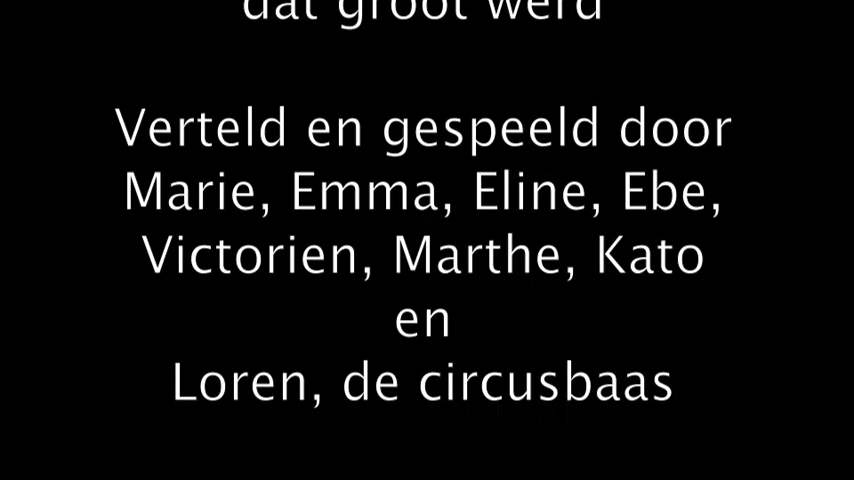 dat groot werd
Verteld en gespeeld door
Marie, Emma, Eline, Ebe,
Victorien, Marthe, Kato
en
Loren, de circusbaas